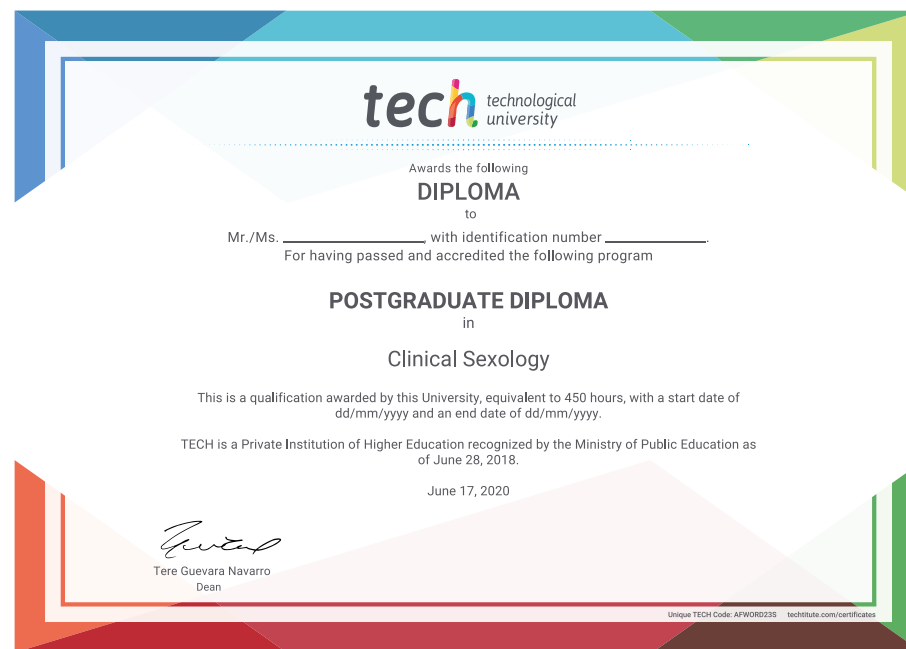 tech technological
university
Awards the following
DIPLOMA
to
Mr./Ms. ____________________, with identification number ______________.
For having passed and accredited the following program
POSTGRADUATE DIPLOMA
in
Clinical Sexology
This is a qualification awarded by this University, equivalent to 450 hours, with a start date of
dd/mm/yyyy and an end date of dd/mm/yyyy.
TECH is a Private Institution of Higher Education recognized by the Ministry of Public Education as
of June 28, 2018.
June 17, 2020
Tere Guevara Navarro
Dean
Unique TECH Code: AFWORD23S techtitute.com/certificates